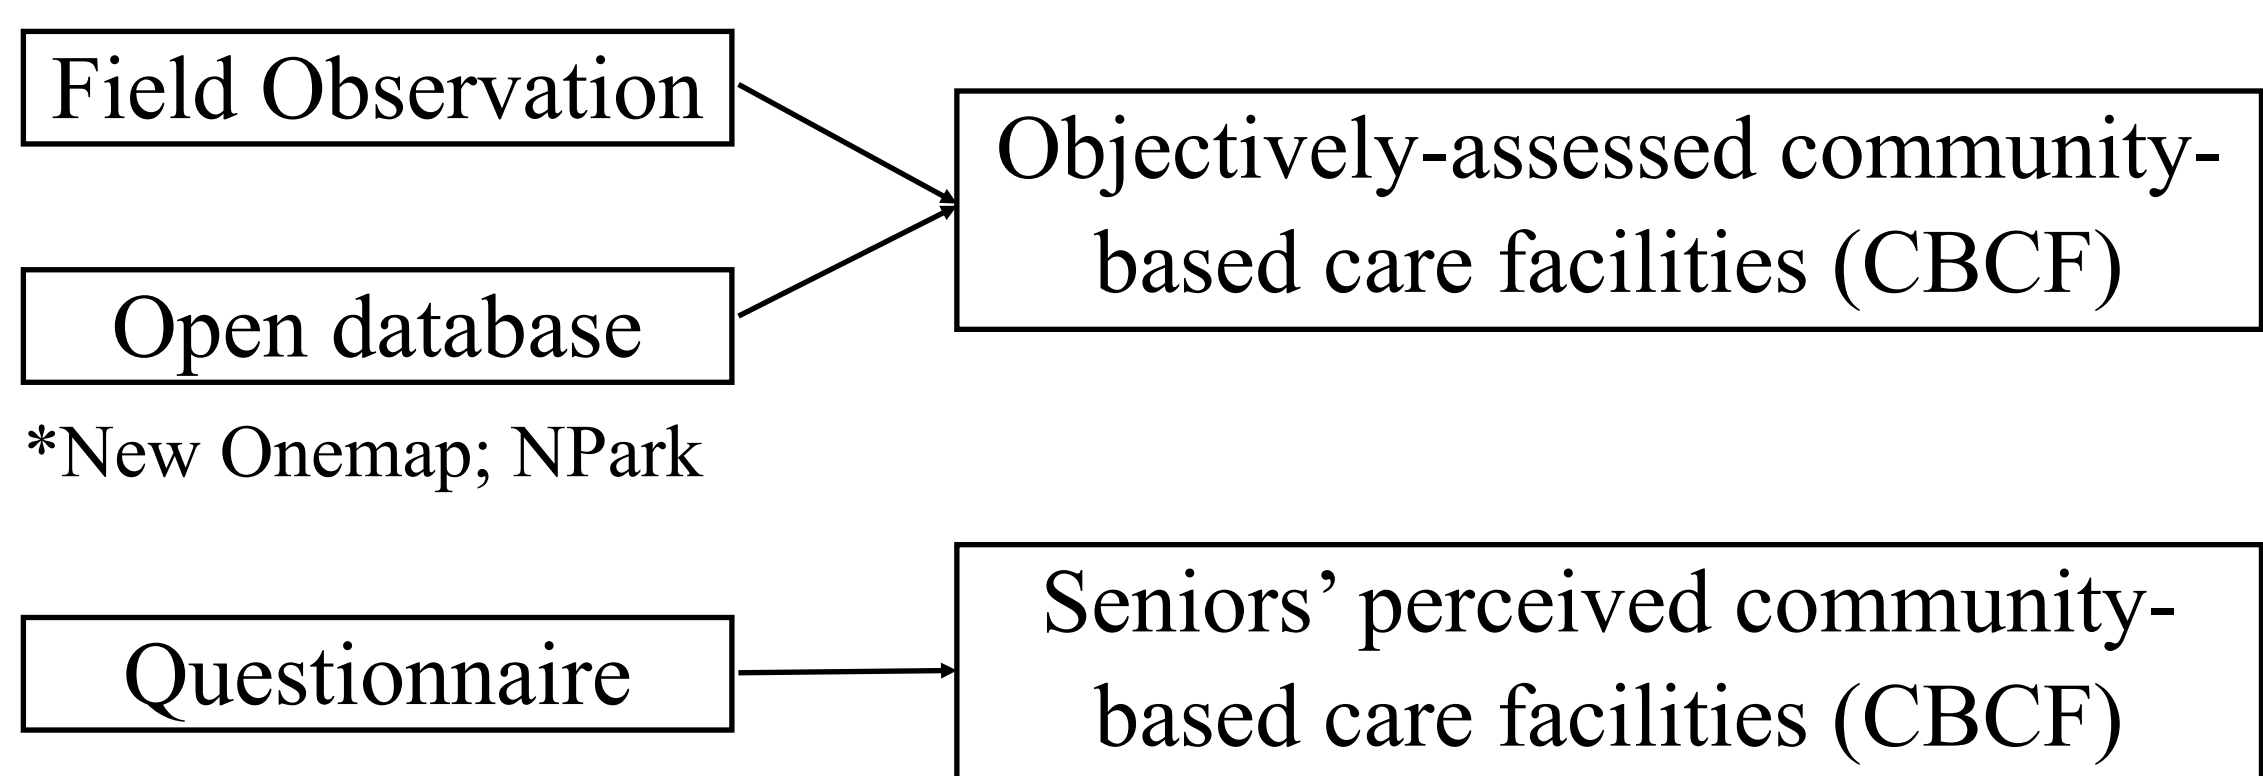 Field Observation
Objectively-assessed community-
based care facilities (CBCF)
Open database
*New Onemap; NPark
Questionnaire
Seniors’ perceived community-
based care facilities (CBCF)